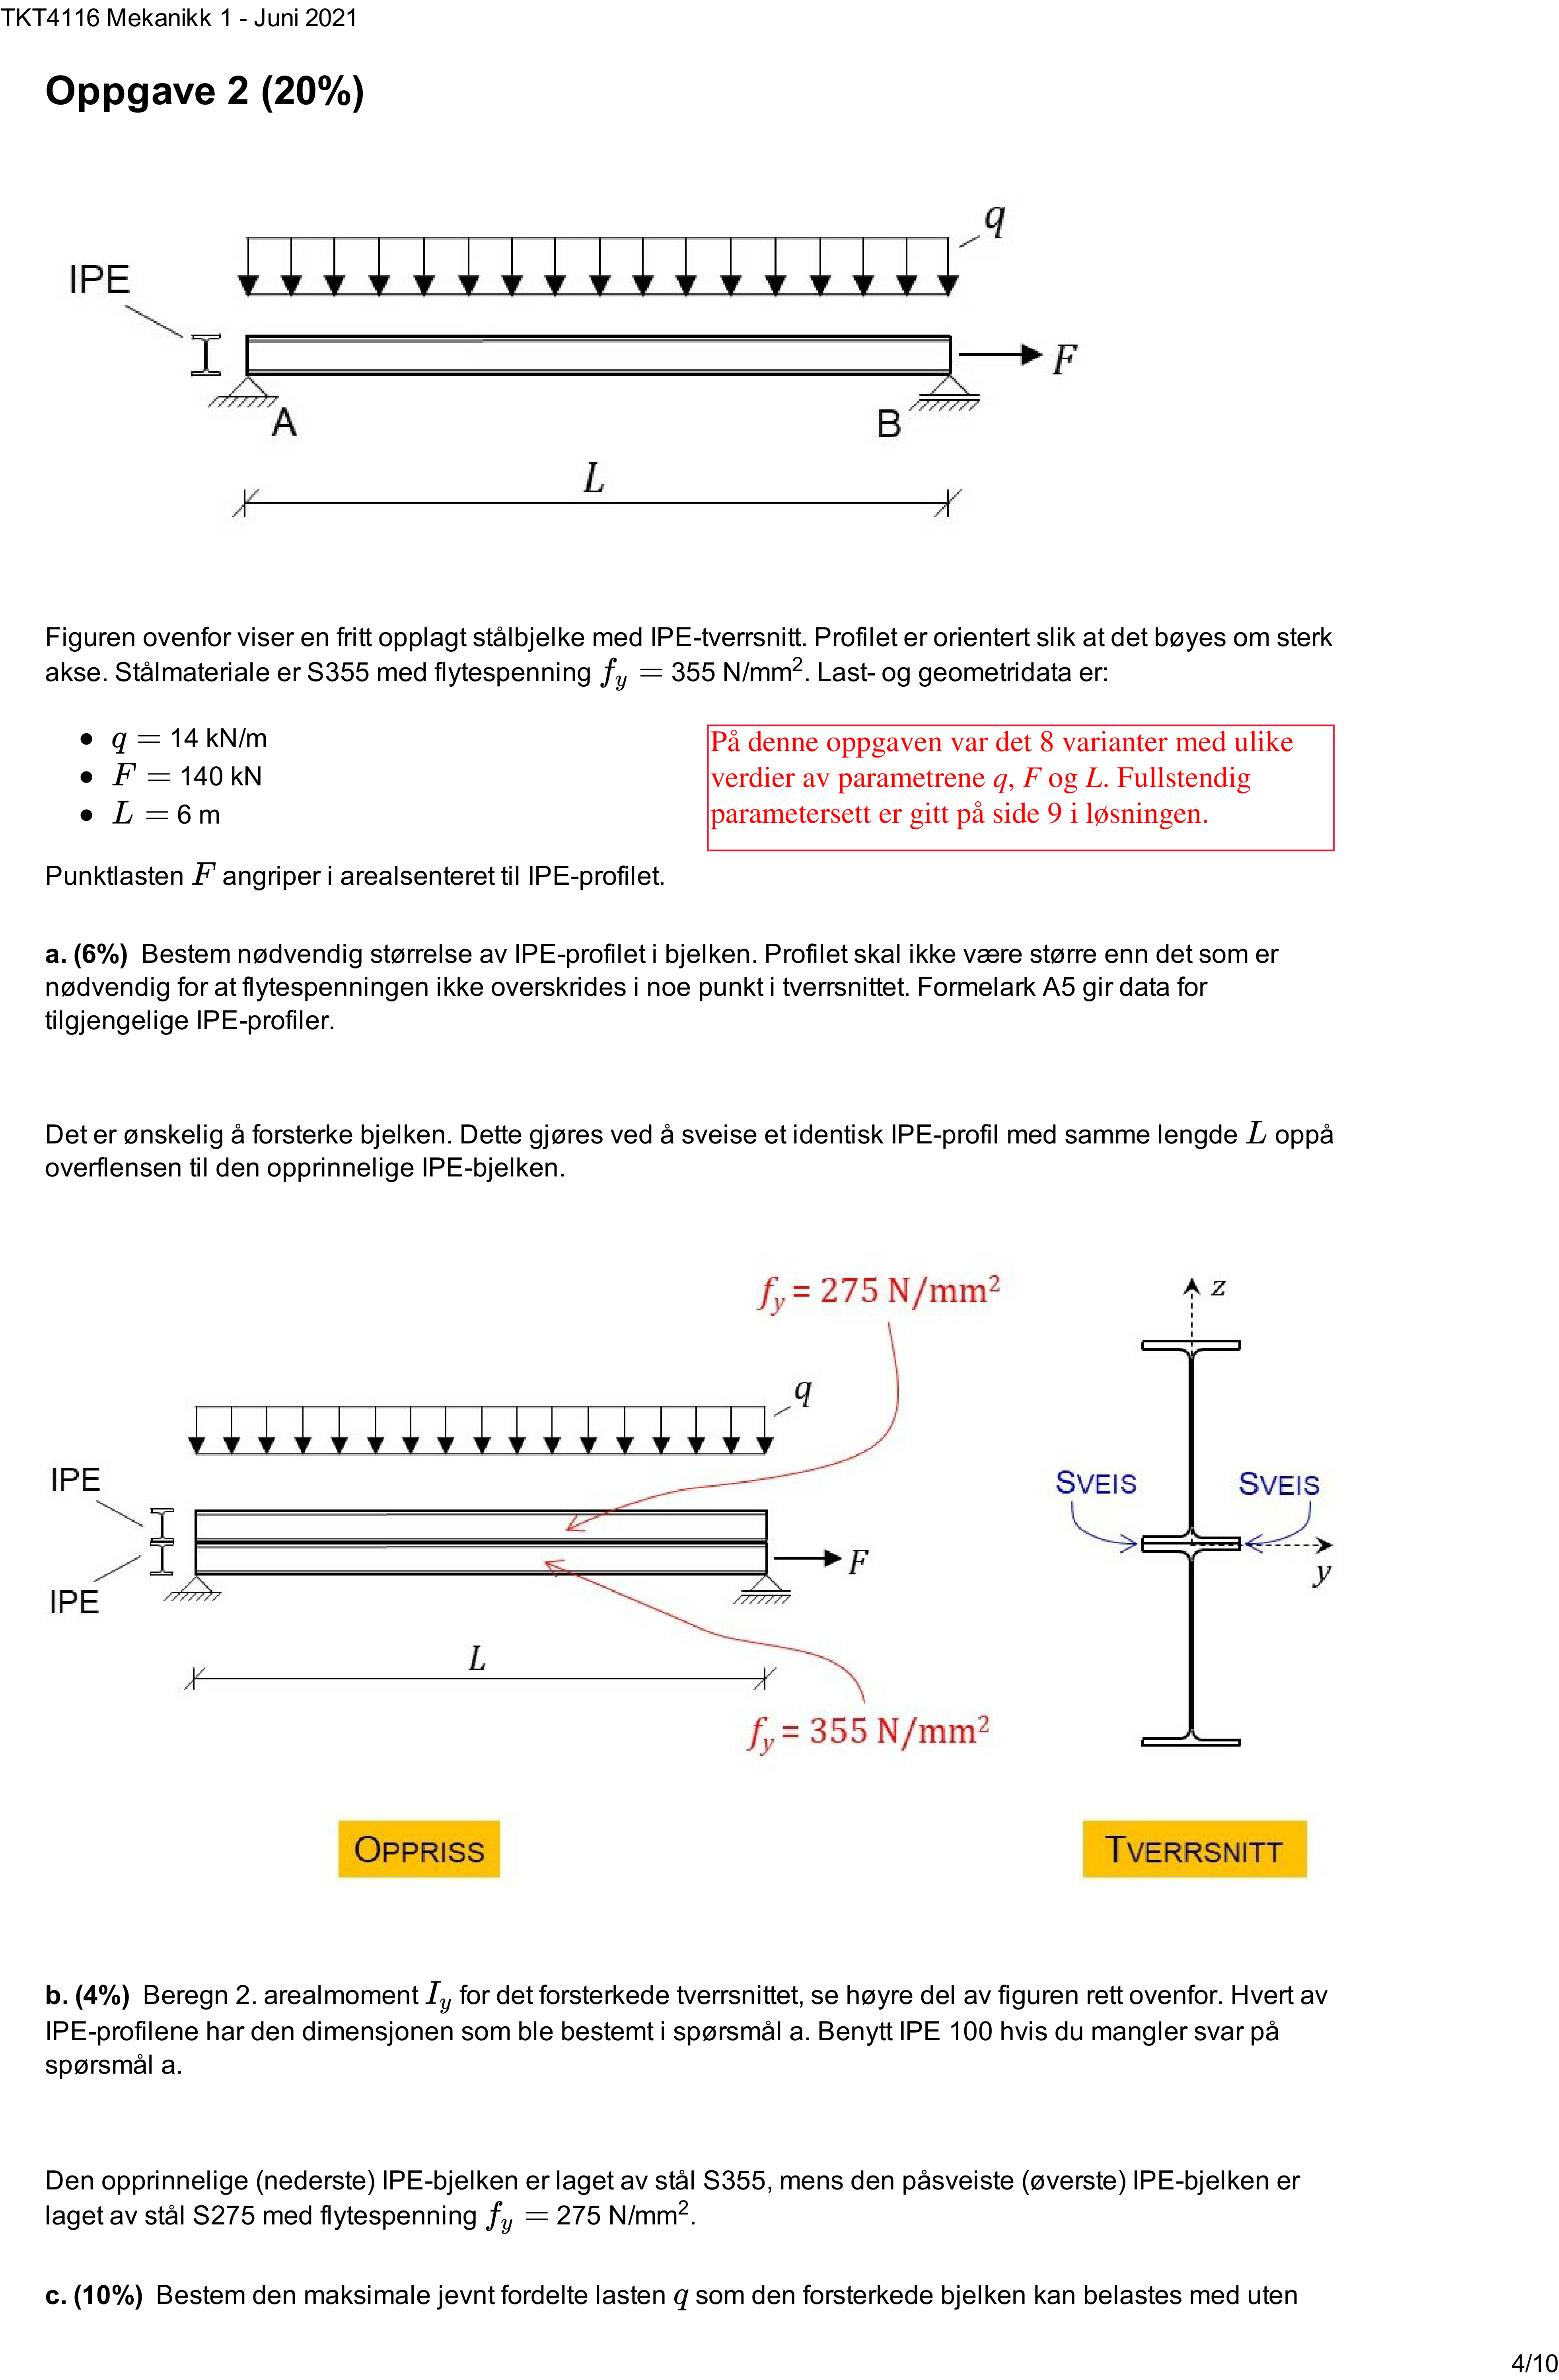 TKT4116 Mekanikk 1 - Juni 2021
Oppgave 2 (20%)
q
IPE
F
A
B
L
Figuren ovenfor viser en fritt opplagt stålbjelke med IPE-tverrsnitt. Profilet er orientert slik at det bøyes om sterk
akse. Stålmateriale er S355 med flytespenning f_y = 355 N/mm². Last- og geometridata er:
• q = 14 kN/m
• F = 140 kN
• L = 6 m
På denne oppgaven var det 8 varianter med ulike
verdier av parametrene q, F og L. Fullstendig
parametersett er gitt på side 9 i løsningen.
Punktlasten F angriper i arealsenteret til IPE-profilet.
a. (6%) Bestem nødvendig størrelse av IPE-profilet i bjelken. Profilet skal ikke være større enn det som er
nødvendig for at flytespenningen ikke overskrides i noe punkt i tverrsnittet. Formelark A5 gir data for
tilgjengelige IPE-profiler.
Det er ønskelig å forsterke bjelken. Dette gjøres ved å sveise et identisk IPE-profil med samme lengde L oppå
overflensen til den opprinnelige IPE-bjelken.
f_y = 275 N/mm²
z
q
IPE
SVEIS
SVEIS
F
y
IPE
L
f_y = 355 N/mm²
OPPRISS
TVERRSNITT
b. (4%) Beregn 2. arealmoment I_y for det forsterkede tverrsnittet, se høyre del av figuren rett ovenfor. Hvert av
IPE-profilene har den dimensjonen som ble bestemt i spørsmål a. Benytt IPE 100 hvis du mangler svar på
spørsmål a.
Den opprinnelige (nederste) IPE-bjelken er laget av stål S355, mens den påsveiste (øverste) IPE-bjelken er
laget av stål S275 med flytespenning f_y = 275 N/mm².
c. (10%) Bestem den maksimale jevnt fordelte lasten q som den forsterkede bjelken kan belastes med uten
4/10